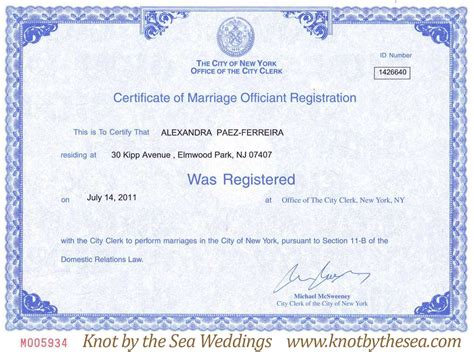 THE CITY OF NEW YORK
OFFICE OF THE CITY CLERK
ID Number
1426640
Certificate of Marriage Officiant Registration
This is To Certify That ALEXANDRA PAEZ-FERREIRA
residing at 30 Kipp Avenue , Elmwood Park, NJ 07407
Was Registered
on July 14, 2011 at Office of The City Clerk, New York, NY
with the City Clerk to perform marriages in the City of New York, pursuant to Section 11-B of the
Domestic Relations Law.
Michael McSweeney
City Clerk of the City of New York
M005934 Knot by the Sea Weddings www.knotbythesea.com